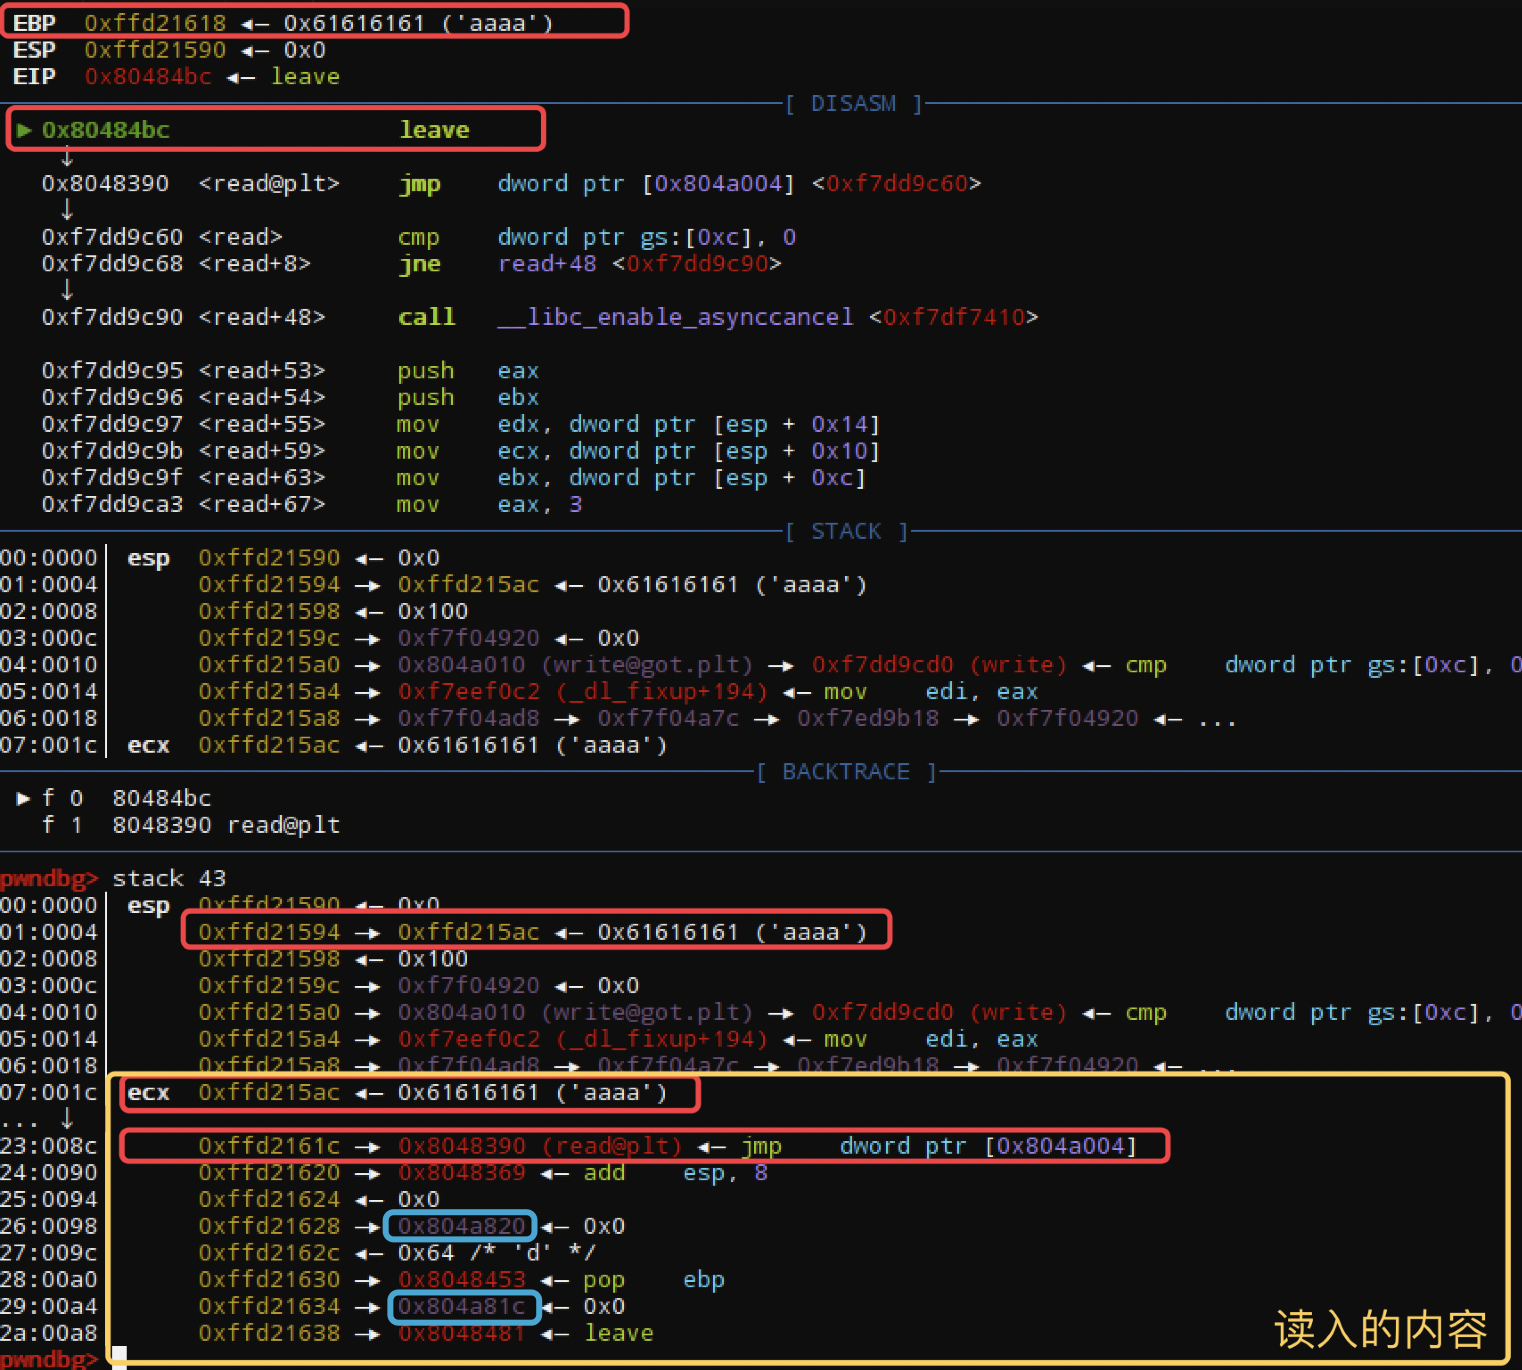 EBP  0xffd21618 ◂— 0x61616161 ('aaaa')
ESP  0xffd21590 ◂— 0x0
EIP  0x80484bc ◂— leave
[ DISASM ]
► 0x80484bc                leave
↓
0x8048390  <read@plt>    jmp    dword ptr [0x804a004] <0xf7dd9c60>
↓
0xf7dd9c60 <read>        cmp    dword ptr gs:[0xc], 0
0xf7dd9c68 <read+8>      jne    read+48 <0xf7dd9c90>
↓
0xf7dd9c90 <read+48>     call   __libc_enable_asynccancel <0xf7df7410>
0xf7dd9c95 <read+53>     push   eax
0xf7dd9c96 <read+54>     push   ebx
0xf7dd9c97 <read+55>     mov    edx, dword ptr [esp + 0x14]
0xf7dd9c9b <read+59>     mov    ecx, dword ptr [esp + 0x10]
0xf7dd9c9f <read+63>     mov    ebx, dword ptr [esp + 0xc]
0xf7dd9ca3 <read+67>     mov    eax, 3
[ STACK ]
00:0000│ esp  0xffd21590 ◂— 0x0
01:0004│      0xffd21594 —▸ 0xffd215ac ◂— 0x61616161 ('aaaa')
02:0008│      0xffd21598 ◂— 0x100
03:000c│      0xffd2159c —▸ 0xf7f04920 ◂— 0x0
04:0010│      0xffd215a0 —▸ 0x804a010 (write@got.plt) —▸ 0xf7dd9cd0 (write) ◂— cmp    dword ptr gs:[0xc], 0
05:0014│      0xffd215a4 —▸ 0xf7eef0c2 (_dl_fixup+194) ◂— mov    edi, eax
06:0018│      0xffd215a8 —▸ 0xf7f04ad8 —▸ 0xf7f04a7c —▸ 0xf7ed9b18 —▸ 0xf7f04920 ◂— ...
07:001c│ ecx  0xffd215ac ◂— 0x61616161 ('aaaa')
[ BACKTRACE ]
► f 0  80484bc
f 1  8048390 read@plt
pwndbg> stack 43
00:0000│ esp  0xffd21590 ◂— 0x0
01:0004│      0xffd21594 —▸ 0xffd215ac ◂— 0x61616161 ('aaaa')
02:0008│      0xffd21598 ◂— 0x100
03:000c│      0xffd2159c —▸ 0xf7f04920 ◂— 0x0
04:0010│      0xffd215a0 —▸ 0x804a010 (write@got.plt) —▸ 0xf7dd9cd0 (write) ◂— cmp    dword ptr gs:[0xc], 0
05:0014│      0xffd215a4 —▸ 0xf7eef0c2 (_dl_fixup+194) ◂— mov    edi, eax
06:0018│      0xffd215a8 —▸ 0xf7f04ad8 —▸ 0xf7f04a7c —▸ 0xf7ed9b18 —▸ 0xf7f04920 ◂— ...
07:001c│ ecx  0xffd215ac ◂— 0x61616161 ('aaaa')
... ↓
23:008c│      0xffd2161c —▸ 0x8048390 (read@plt) ◂— jmp    dword ptr [0x804a004]
24:0090│      0xffd21620 —▸ 0x8048369 ◂— add    esp, 8
25:0094│      0xffd21624 ◂— 0x0
26:0098│      0xffd21628 —▸ 0x804a820 ◂— 0x0
27:009c│      0xffd2162c ◂— 0x64 /* 'd' */
28:00a0│      0xffd21630 —▸ 0x8048453 ◂— pop    ebp
29:00a4│      0xffd21634 —▸ 0x804a81c ◂— 0x0
2a:00a8│      0xffd21638 —▸ 0x8048481 ◂— leave
读入的内容
pwndbg>